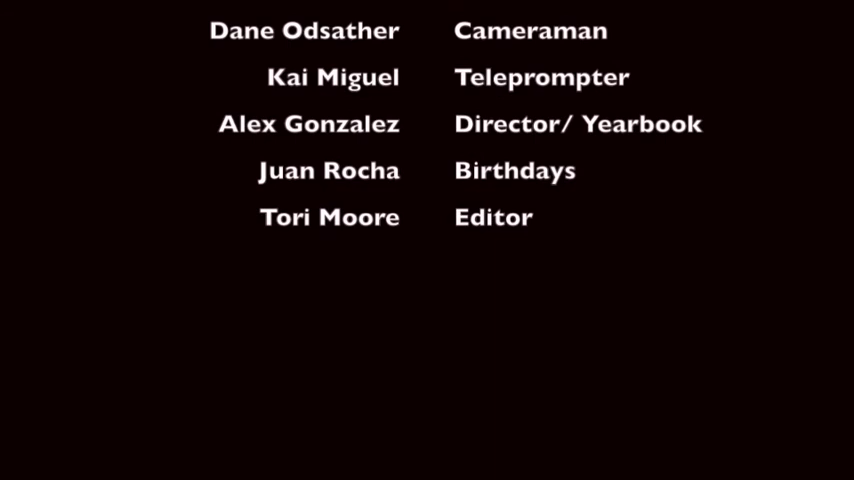 Dane Odsather Cameraman
Kai Miguel Teleprompter
Alex Gonzalez Director/ Yearbook
Juan Rocha Birthdays
Tori Moore Editor